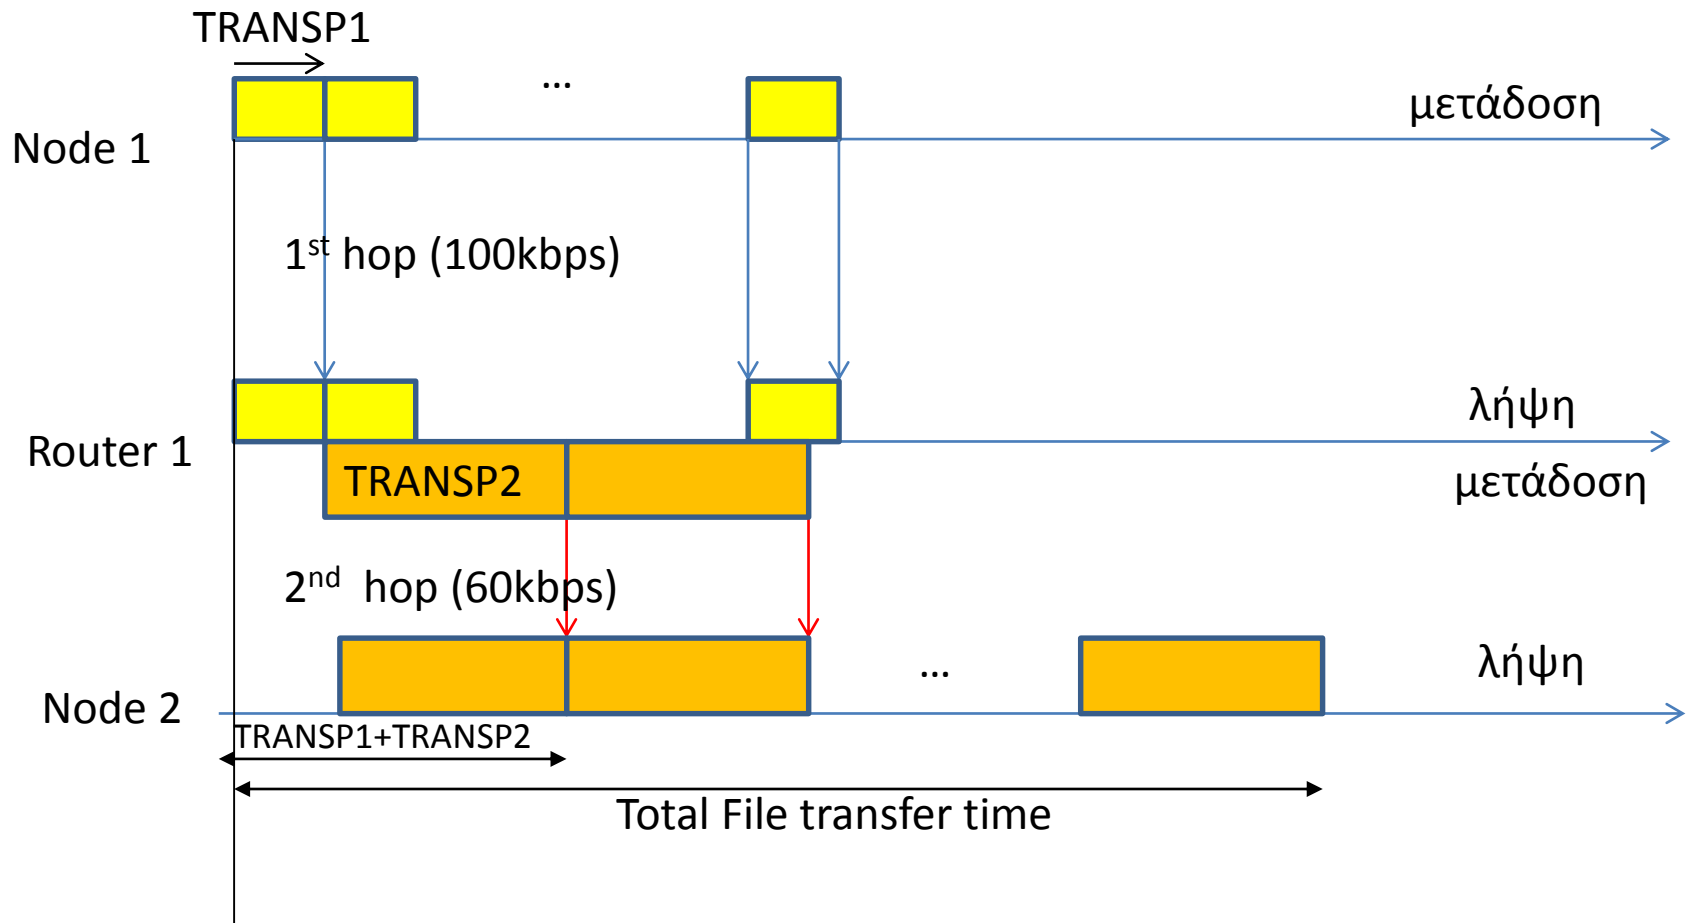 TRANSP1
...
μετάδοση
Node 1
1st hop (100kbps)
λήψη
Router 1
TRANSP2
μετάδοση
2nd hop (60kbps)
...
λήψη
Node 2
TRANSP1+TRANSP2
Total File transfer time